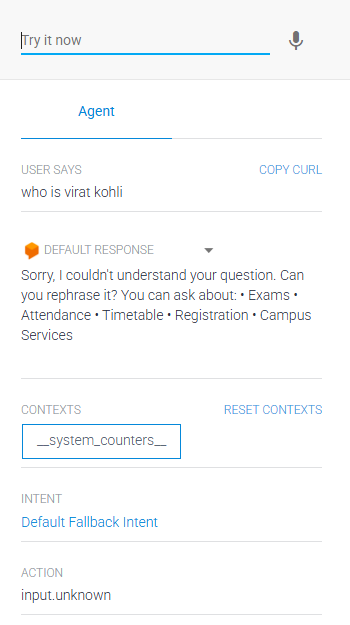 Try it now
Agent
USER SAYS COPY CURL
who is virat kohli
DEFAULT RESPONSE
Sorry, I couldn't understand your question. Can
you rephrase it? You can ask about: • Exams •
Attendance • Timetable • Registration • Campus
Services
CONTEXTS RESET CONTEXTS
__system_counters__
INTENT
Default Fallback Intent
ACTION
input.unknown